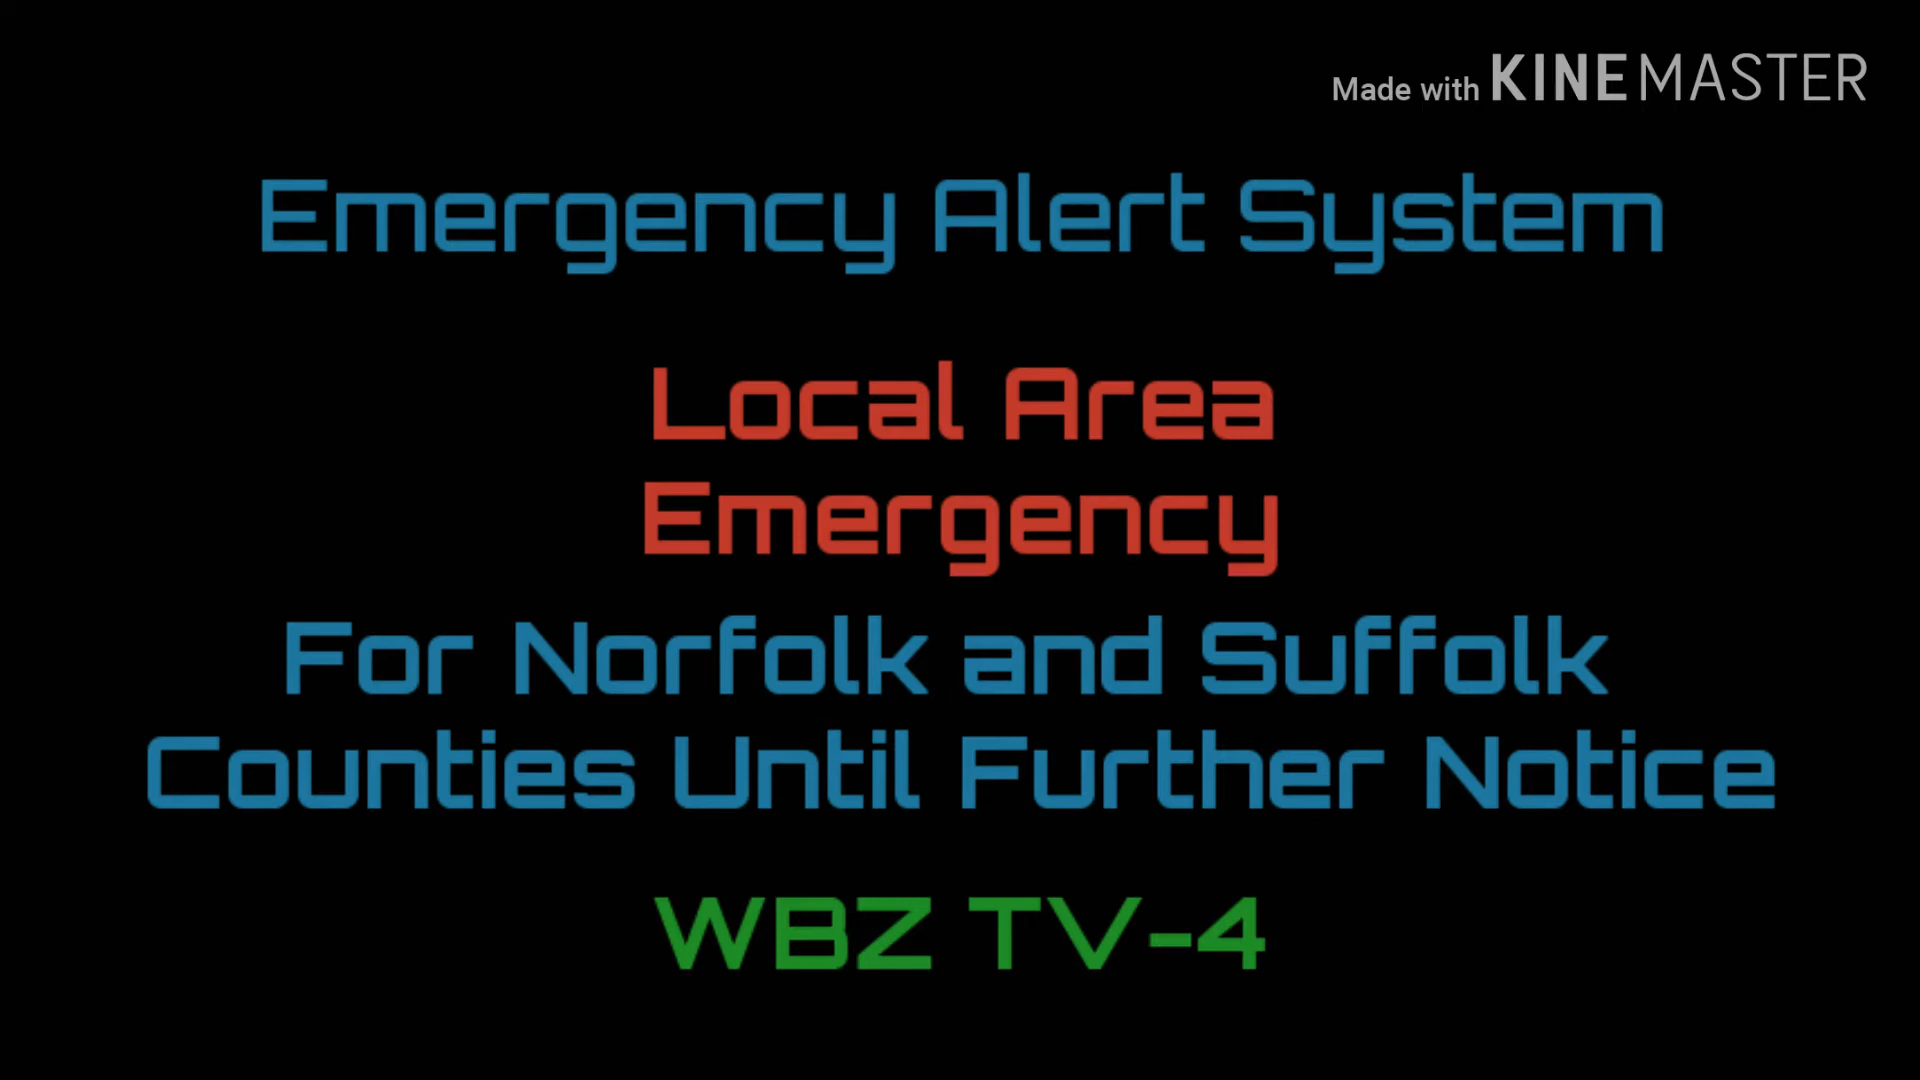 Made with KINEMASTER
Emergency Alert System
Local Area
Emergency
For Norfolk and Suffolk
Counties Until Further Notice
WBZ TV-4